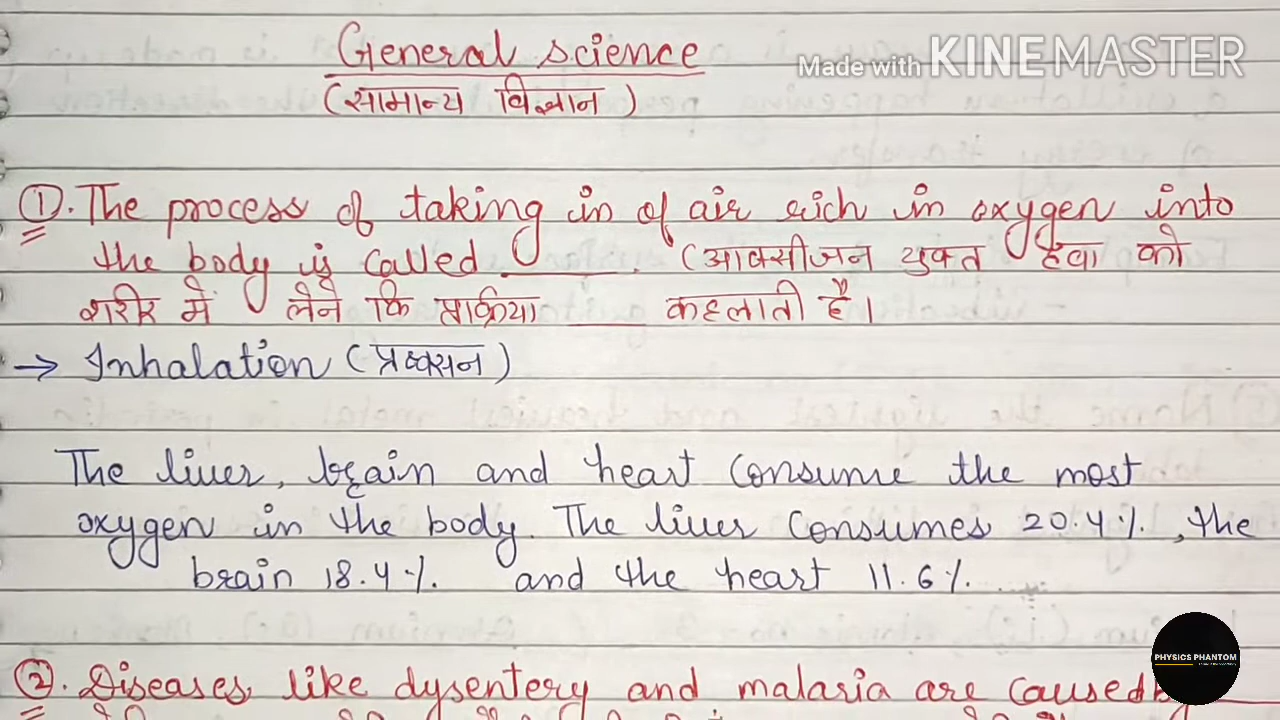 General science
Made with KINEMASTER
(सामान्य विज्ञान)
①. The process of taking in of air rich in oxygen into
the body is called ______. (आक्सीजन युक्त हवा को
शरीर में लेने कि प्रक्रिया ____ कहलाती है।
→ Inhalation (प्रश्वसन)
The liver, brain and heart consume the most
oxygen in the body. The liver consumes 20.4%, the
brain 18.4% and the heart 11.6%.
PHYSICS PHANTOM
②. Diseases like dysentery and malaria are caused by